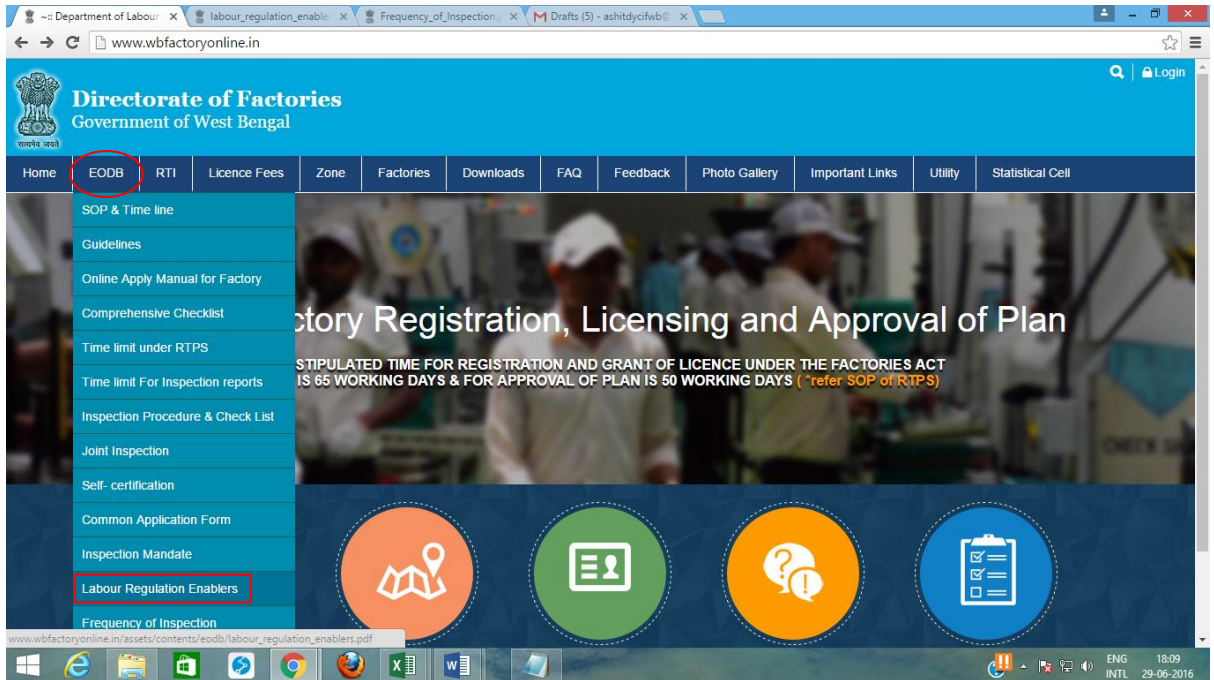 ~:: Department of Labour
labour_regulation_enable
Frequency_of_Inspection.p
Drafts (5) - ashitdycifwb@
www.wbfactoryonline.in
Login
Directorate of Factories
Government of West Bengal
सत्यमेव जयते
Home EODB RTI Licence Fees Zone Factories Downloads FAQ Feedback Photo Gallery Important Links Utility Statistical Cell
SOP & Time line
Guidelines
Online Apply Manual for Factory
Comprehensive Checklist
Time limit under RTPS
Time limit For Inspection reports
Inspection Procedure & Check List
Joint Inspection
Self- certification
Common Application Form
Inspection Mandate
Labour Regulation Enablers
Frequency of Inspection
ctory Registration, Licensing and Approval of Plan
STIPULATED TIME FOR REGISTRATION AND GRANT OF LICENCE UNDER THE FACTORIES ACT
IS 65 WORKING DAYS & FOR APPROVAL OF PLAN IS 50 WORKING DAYS ( *refer SOP of RTPS)
www.wbfactoryonline.in/assets/contents/eodb/labour_regulation_enablers.pdf
ENG 18:09
INTL 29-06-2016